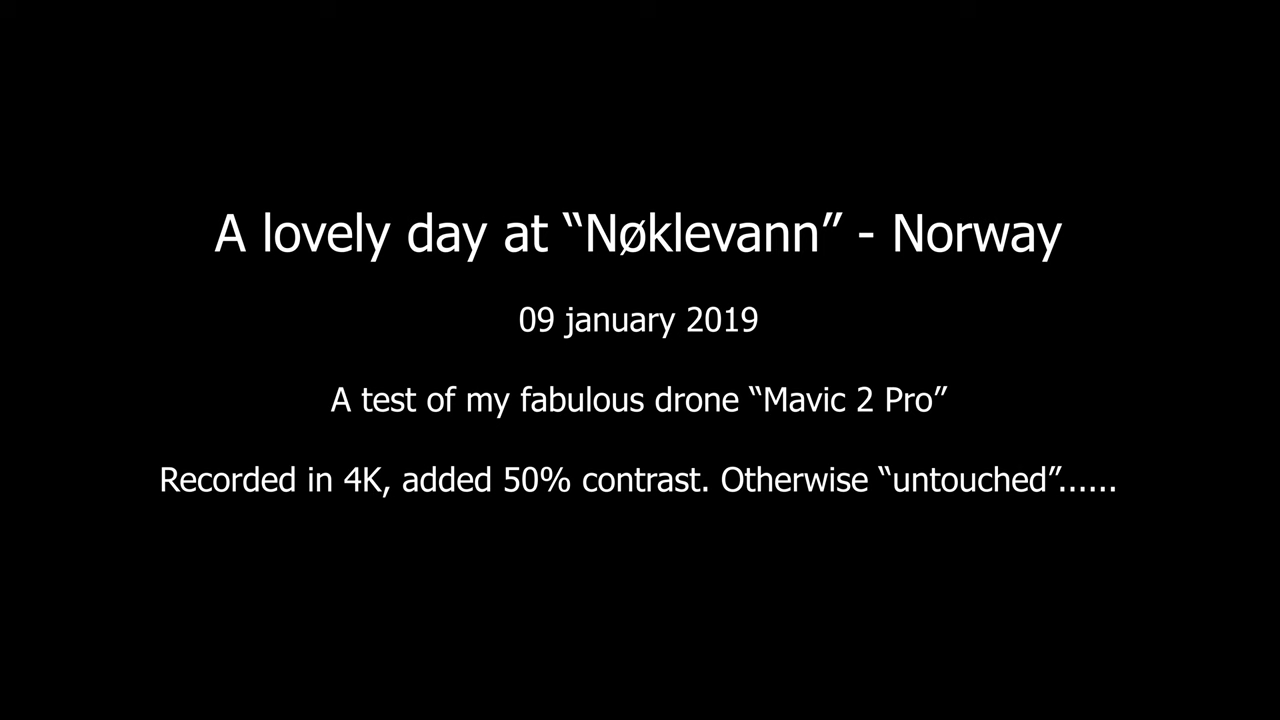 A lovely day at “Nøklevann” - Norway
09 january 2019
A test of my fabulous drone “Mavic 2 Pro”
Recorded in 4K, added 50% contrast. Otherwise “untouched”......